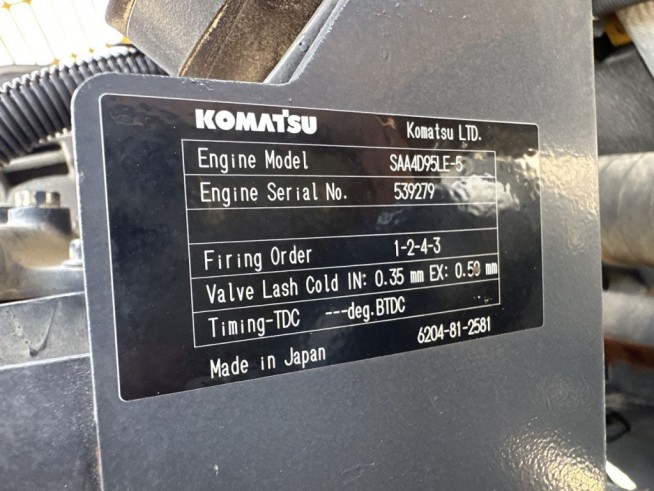 KOMATSU
Komatsu LTD.
Engine Model SAA4D95LE-5
Engine Serial No. 539279
Firing Order 1-2-4-3
Valve Lash Cold IN: 0.35 mm EX: 0.50 mm
Timing-TDC ---deg.BTDC
6204-81-2581
Made in Japan